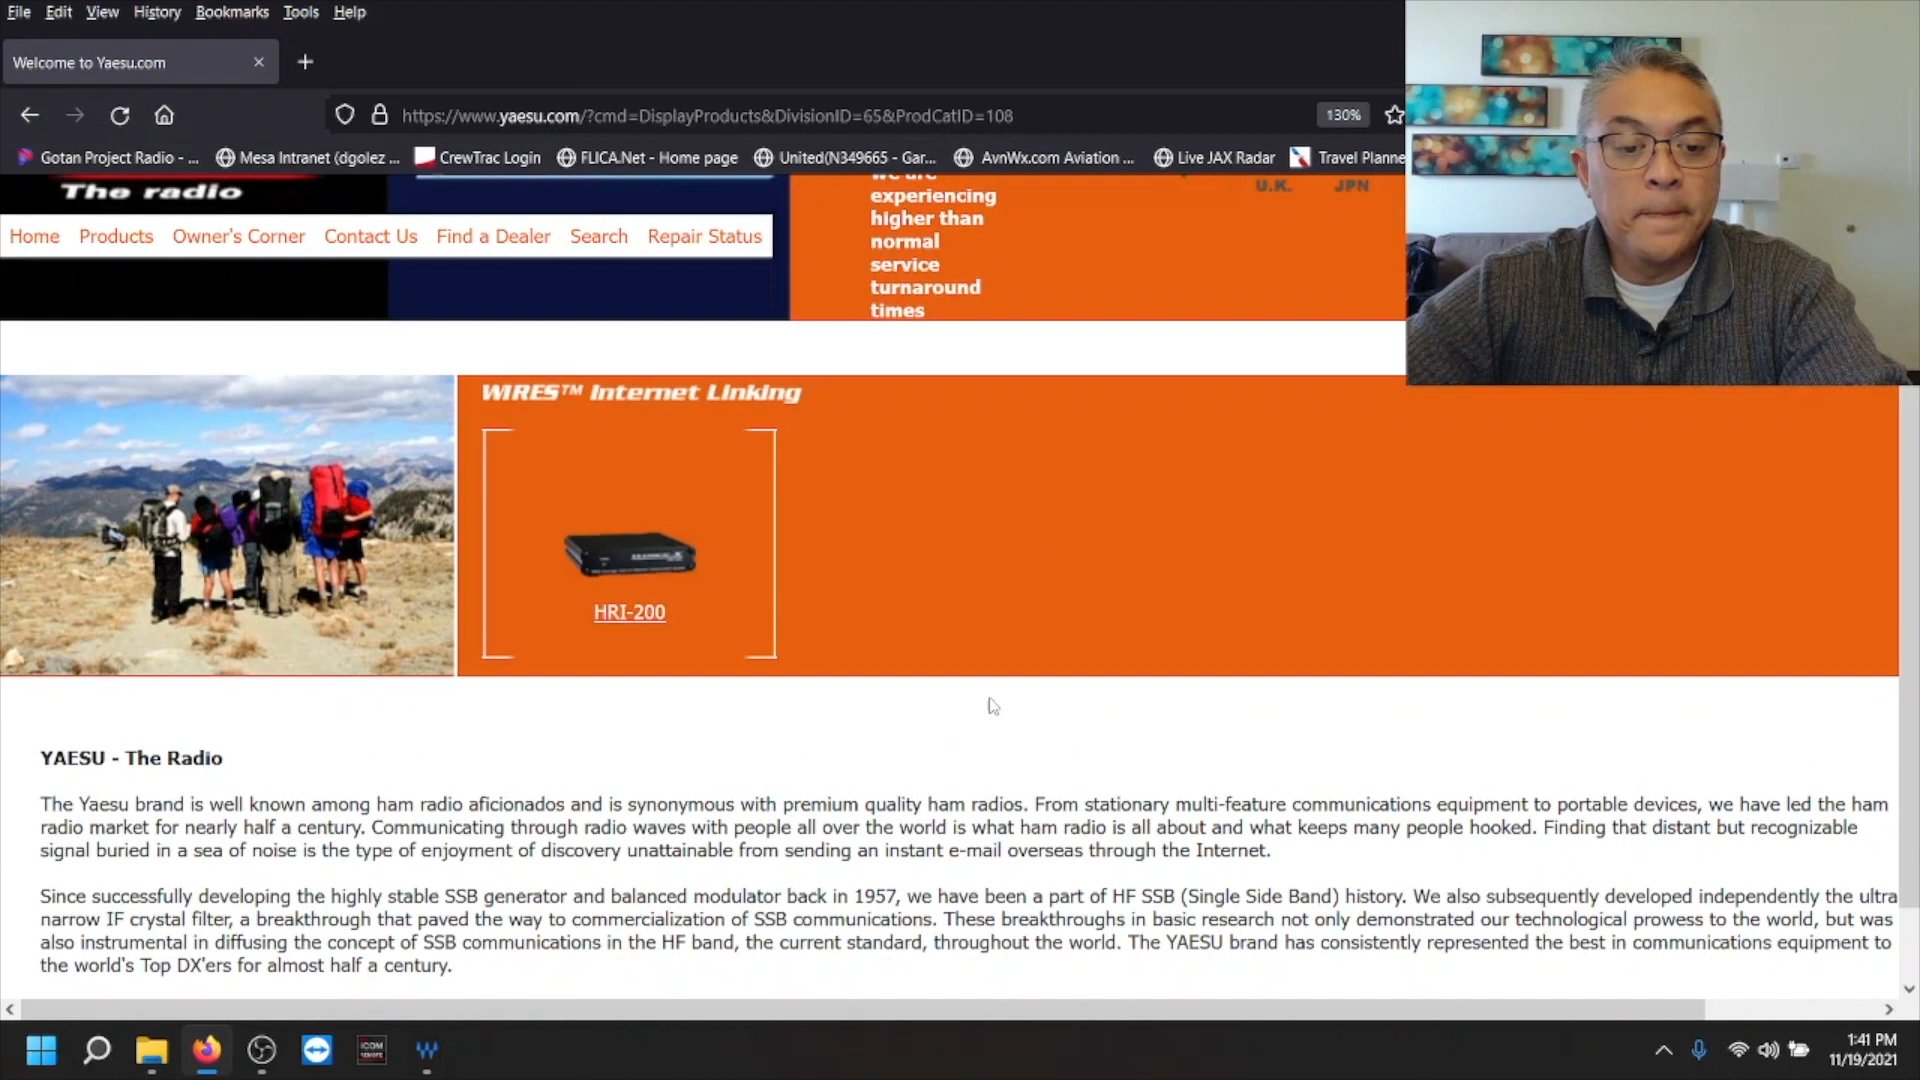 File Edit View History Bookmarks Tools Help
Welcome to Yaesu.com
https://www.yaesu.com/?cmd=DisplayProducts&DivisionID=65&ProdCatID=108
130%
Gotan Project Radio - ... Mesa Intranet (dgolez ... CrewTrac Login FLICA.Net - Home page United(N349665 - Gar... AvnWx.com Aviation ... Live JAX Radar Travel Planne
The radio
we are
experiencing
higher than
normal
service
turnaround
times
U.K. JPN
Home Products Owner's Corner Contact Us Find a Dealer Search Repair Status
WIRES™ Internet Linking
HRI-200
YAESU - The Radio
The Yaesu brand is well known among ham radio aficionados and is synonymous with premium quality ham radios. From stationary multi-feature communications equipment to portable devices, we have led the ham
radio market for nearly half a century. Communicating through radio waves with people all over the world is what ham radio is all about and what keeps many people hooked. Finding that distant but recognizable
signal buried in a sea of noise is the type of enjoyment of discovery unattainable from sending an instant e-mail overseas through the Internet.
Since successfully developing the highly stable SSB generator and balanced modulator back in 1957, we have been a part of HF SSB (Single Side Band) history. We also subsequently developed independently the ultra
narrow IF crystal filter, a breakthrough that paved the way to commercialization of SSB communications. These breakthroughs in basic research not only demonstrated our technological prowess to the world, but was
also instrumental in diffusing the concept of SSB communications in the HF band, the current standard, throughout the world. The YAESU brand has consistently represented the best in communications equipment to
the world's Top DX'ers for almost half a century.
ICOM
REMOTE
1:41 PM
11/19/2021